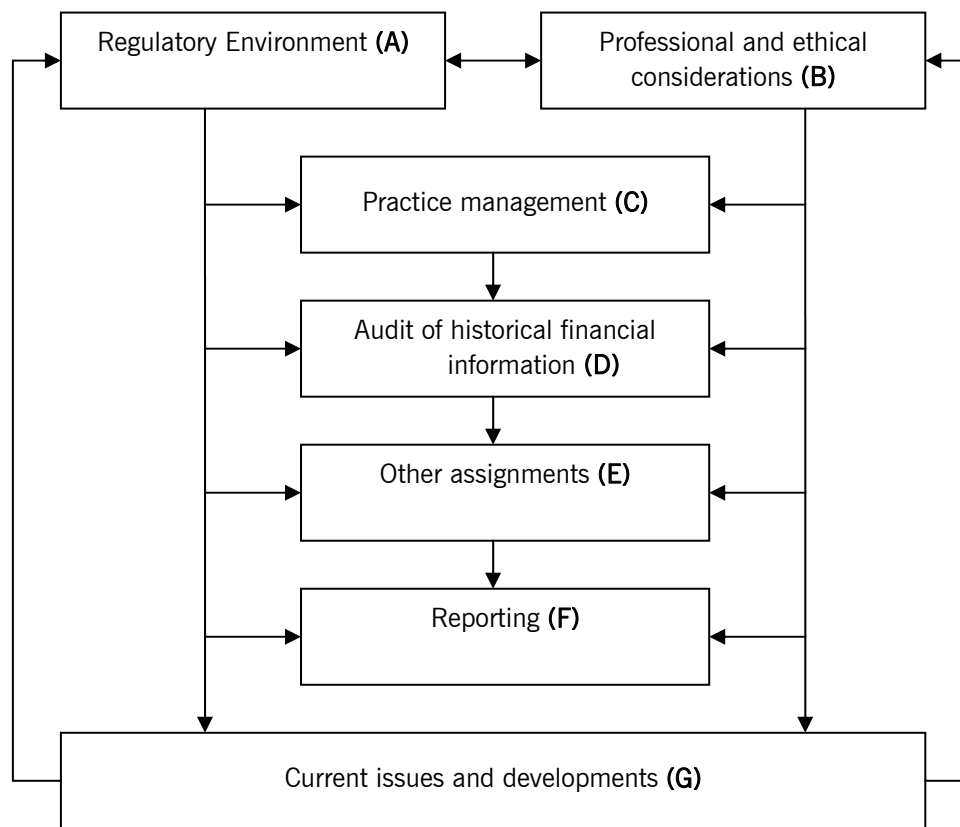 Regulatory Environment (A)
Professional and ethical
considerations (B)
Practice management (C)
Audit of historical financial
information (D)
Other assignments (E)
Reporting (F)
Current issues and developments (G)